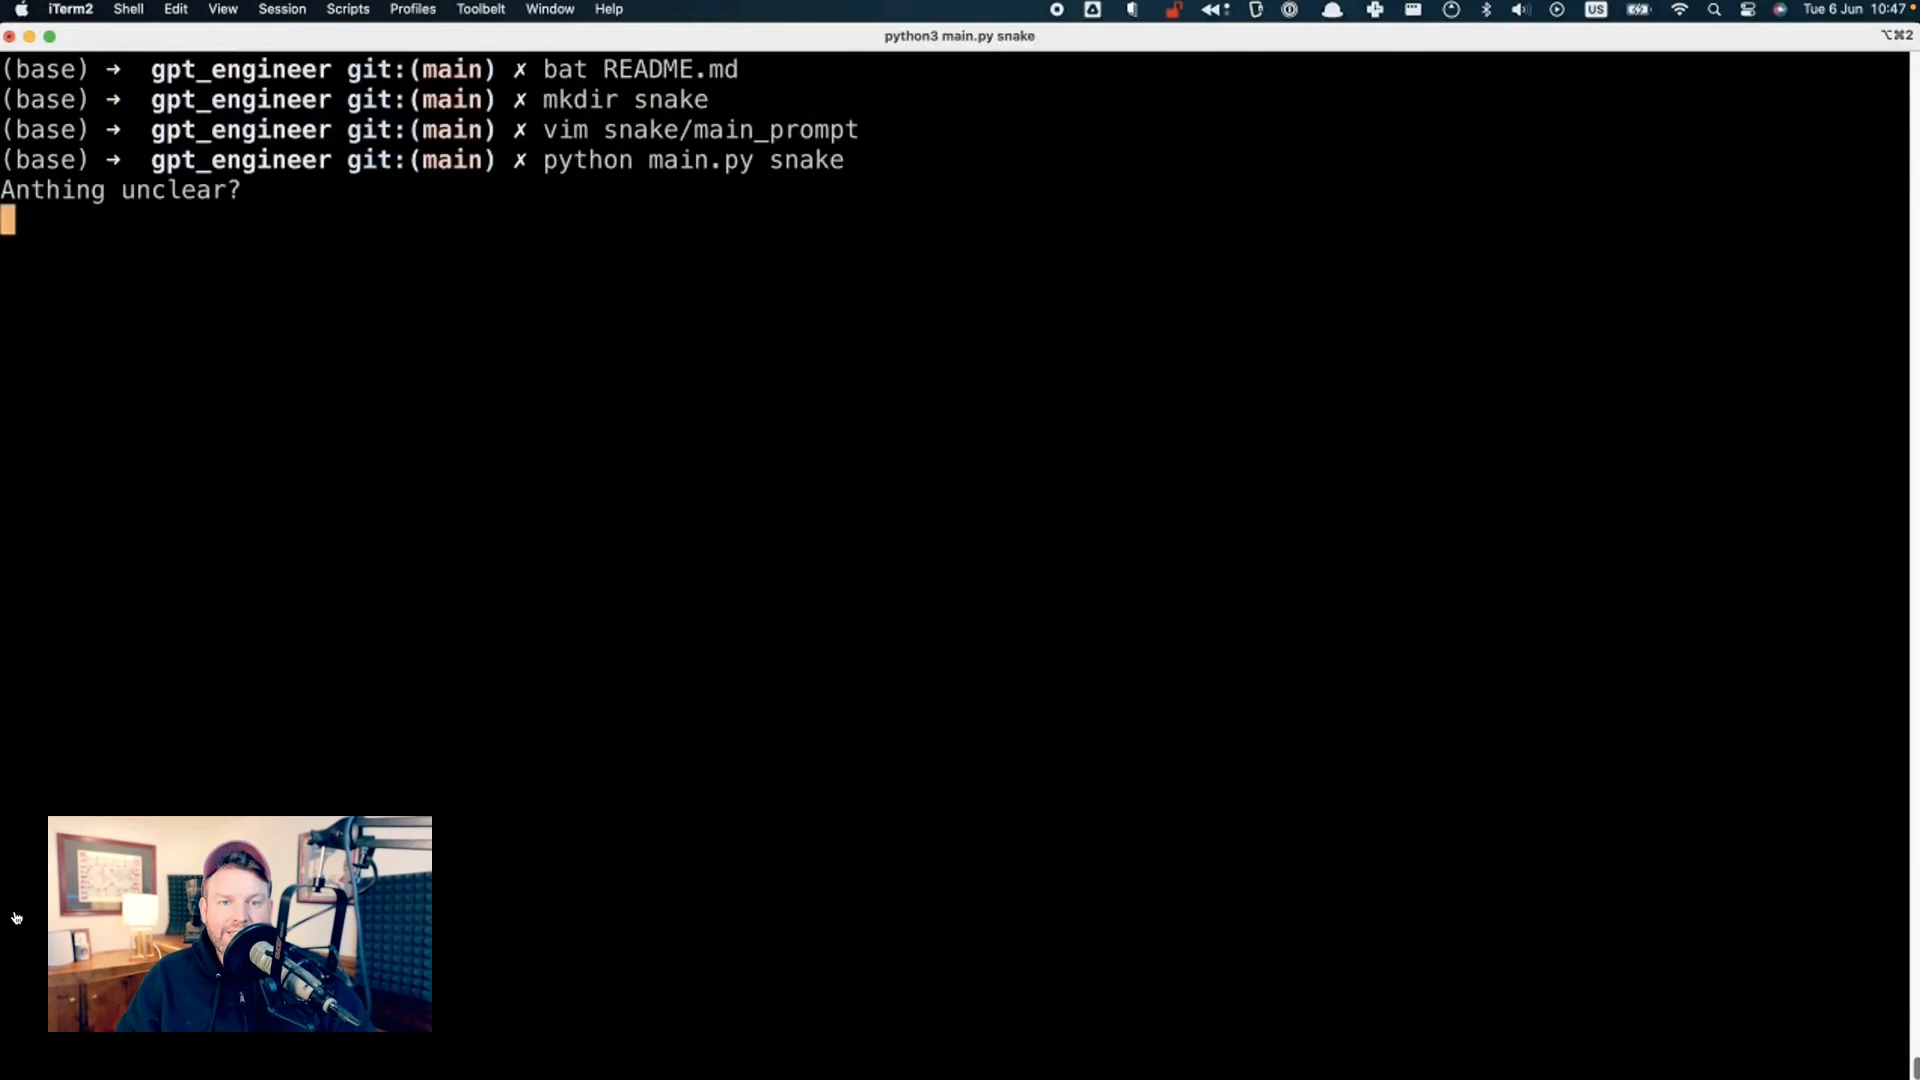 iTerm2 Shell Edit View Session Scripts Profiles Toolbelt Window Help US Tue 6 Jun 10:47
python3 main.py snake ⌥⌘2
(base) → gpt_engineer git:(main) ✗ bat README.md
(base) → gpt_engineer git:(main) ✗ mkdir snake
(base) → gpt_engineer git:(main) ✗ vim snake/main_prompt
(base) → gpt_engineer git:(main) ✗ python main.py snake
Anthing unclear?